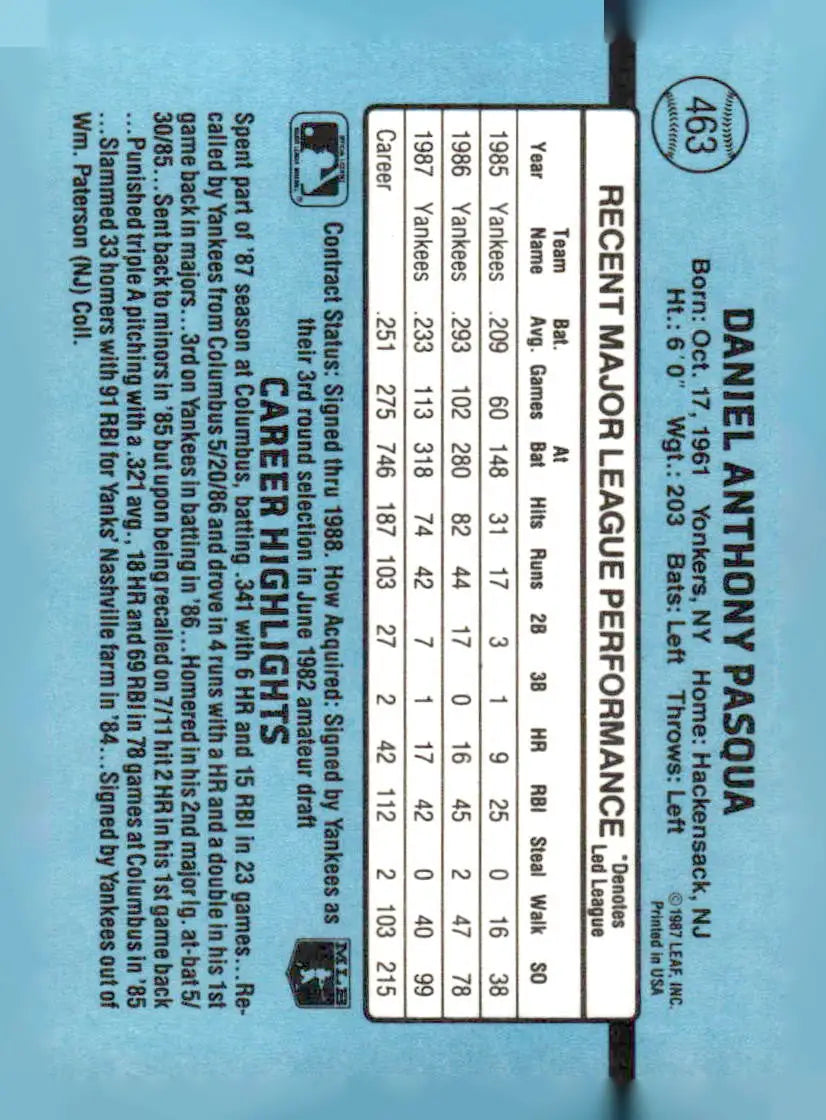 463
DANIEL ANTHONY PASQUA
Born: Oct. 17, 1961 Yonkers, NY Home: Hackensack, NJ
Ht.: 6'0" Wgt.: 203 Bats: Left Throws: Left
©1987 LEAF, INC.
Printed in USA
RECENT MAJOR LEAGUE PERFORMANCE *Denotes Led League
Year Team Name Bat. Avg. Games At Bat Hits Runs 2B 3B HR RBI Steal Walk SO
1985 Yankees .209 60 148 31 17 3 1 9 25 0 16 38
1986 Yankees .293 102 280 82 44 17 0 16 45 2 47 78
1987 Yankees .233 113 318 74 42 7 1 17 42 0 40 99
Career .251 275 746 187 103 27 2 42 112 2 103 215
Contract Status: Signed thru 1988. How Acquired: Signed by Yankees as
their 3rd round selection in June 1982 amateur draft
MLB
CAREER HIGHLIGHTS
Spent part of '87 season at Columbus, batting .341 with 6 HR and 15 RBI in 23 games...Re-
called by Yankees from Columbus 5/20/86 and drove in 4 runs with a HR and a double in his 1st
game back in majors...3rd on Yankees in batting in '86...Homered in his 2nd major lg. at-bat 5/
30/85...Sent back to minors in '85 but upon being recalled on 7/11 hit 2 HR in his 1st game back
...Punished triple A pitching with a .321 avg., 18 HR and 69 RBI in 78 games at Columbus in '85
...Slammed 33 homers with 91 RBI for Yanks' Nashville farm in '84...Signed by Yankees out of
Wm. Paterson (NJ) Coll.